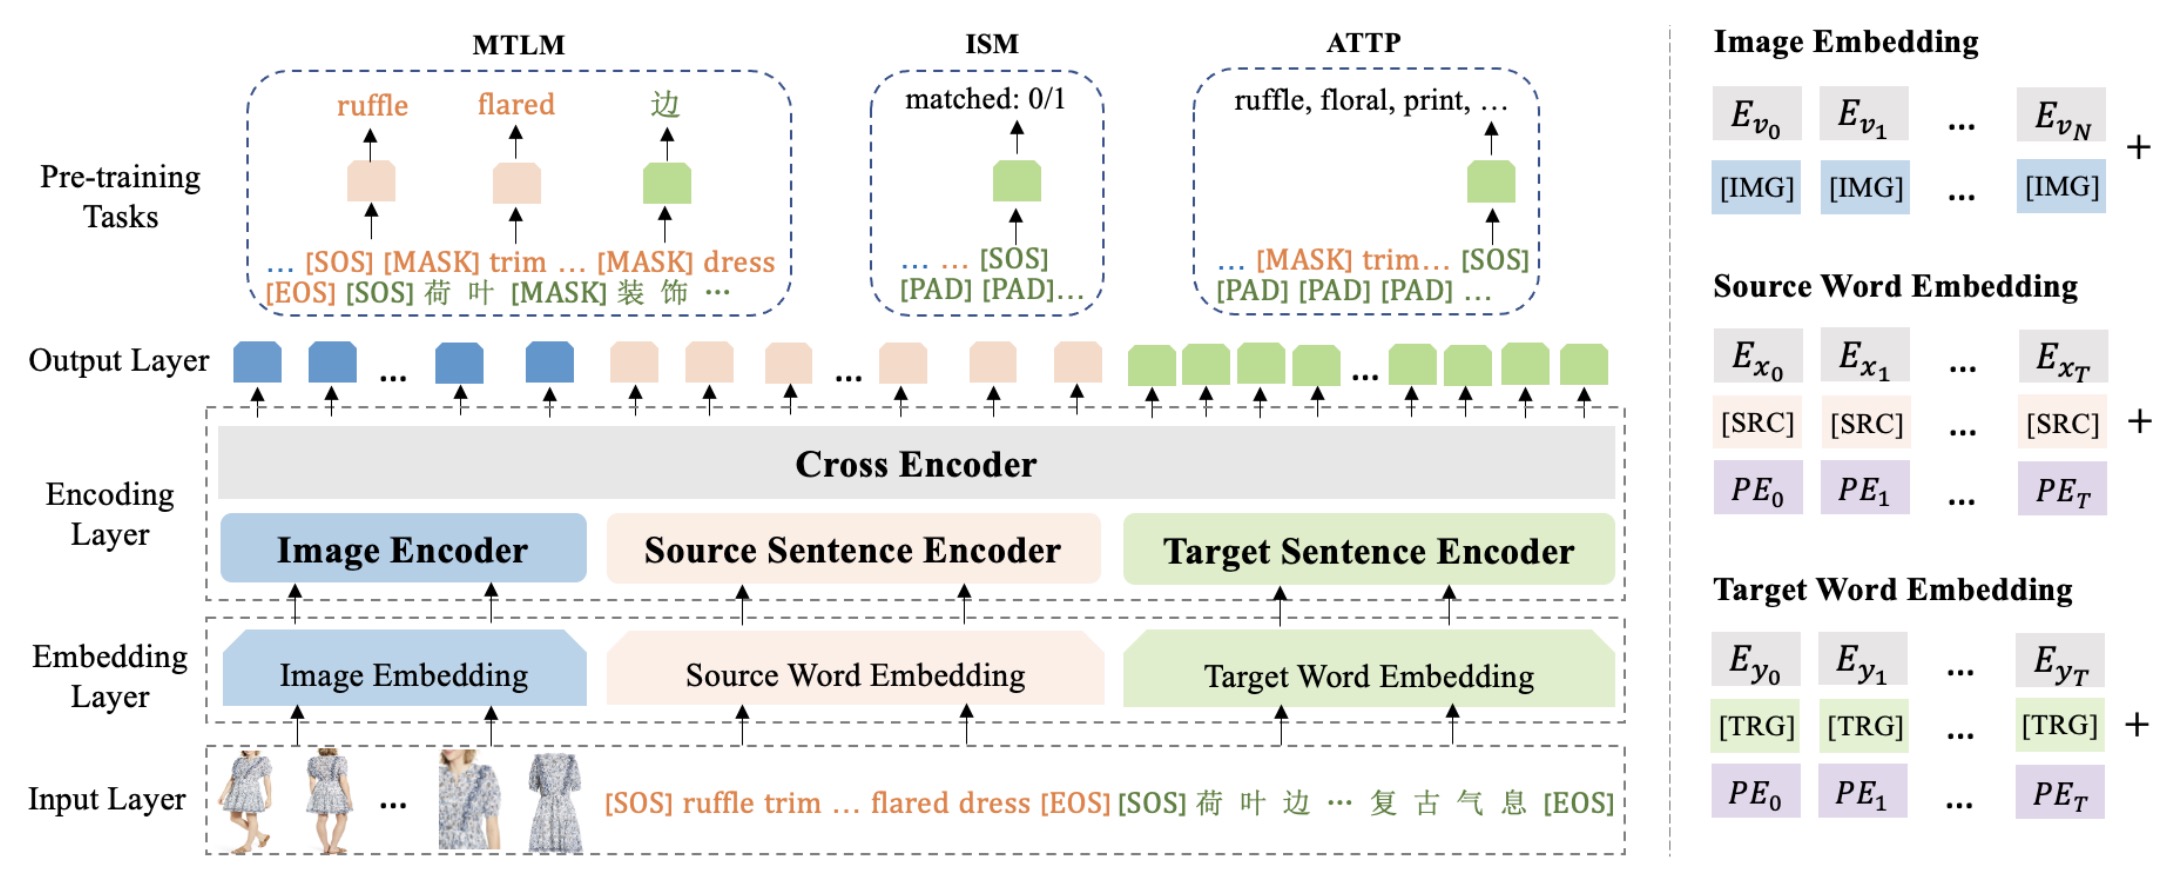 MTLM
ISM
ATTP
ruffle
flared
边
matched: 0/1
ruffle, floral, print, ...
Pre-training
Tasks
... [SOS] [MASK] trim ... [MASK] dress
[EOS] [SOS] 荷 叶 [MASK] 装 饰 ...
... ... [SOS]
[PAD] [PAD]...
... [MASK] trim... [SOS]
[PAD] [PAD] [PAD] ...
Output Layer
...
...
...
Encoding
Layer
Cross Encoder
Image Encoder
Source Sentence Encoder
Target Sentence Encoder
Embedding
Layer
Image Embedding
Source Word Embedding
Target Word Embedding
Input Layer
...
[SOS] ruffle trim ... flared dress [EOS] [SOS] 荷 叶 边 ... 复 古 气 息 [EOS]
Image Embedding
E_{v_0} E_{v_1} ... E_{v_N}
+
[IMG] [IMG] ... [IMG]
Source Word Embedding
E_{x_0} E_{x_1} ... E_{x_T}
[SRC] [SRC] ... [SRC] +
PE_0 PE_1 ... PE_T
Target Word Embedding
E_{y_0} E_{y_1} ... E_{y_T}
[TRG] [TRG] ... [TRG] +
PE_0 PE_1 ... PE_T